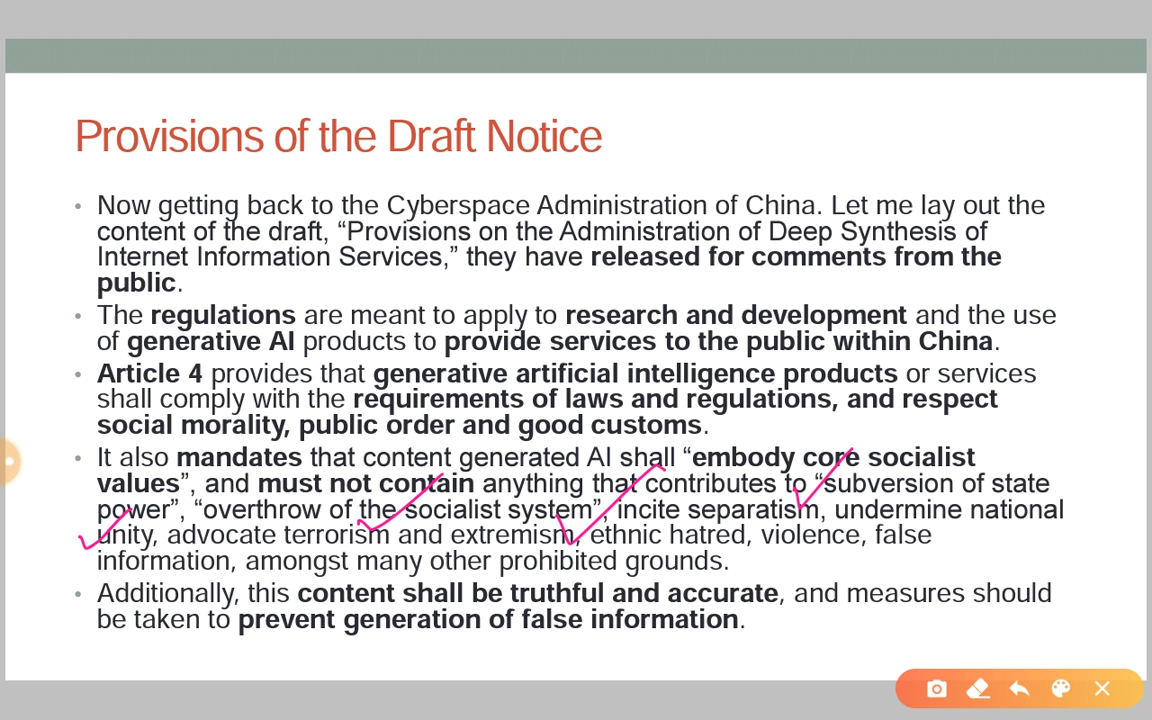 Provisions of the Draft Notice
• Now getting back to the Cyberspace Administration of China. Let me lay out the
content of the draft, “Provisions on the Administration of Deep Synthesis of
Internet Information Services,” they have released for comments from the
public.
• The regulations are meant to apply to research and development and the use
of generative AI products to provide services to the public within China.
• Article 4 provides that generative artificial intelligence products or services
shall comply with the requirements of laws and regulations, and respect
social morality, public order and good customs.
• It also mandates that content generated AI shall “embody core socialist
values”, and must not contain anything that contributes to “subversion of state
power”, “overthrow of the socialist system”, incite separatism, undermine national
unity, advocate terrorism and extremism, ethnic hatred, violence, false
information, amongst many other prohibited grounds.
• Additionally, this content shall be truthful and accurate, and measures should
be taken to prevent generation of false information.